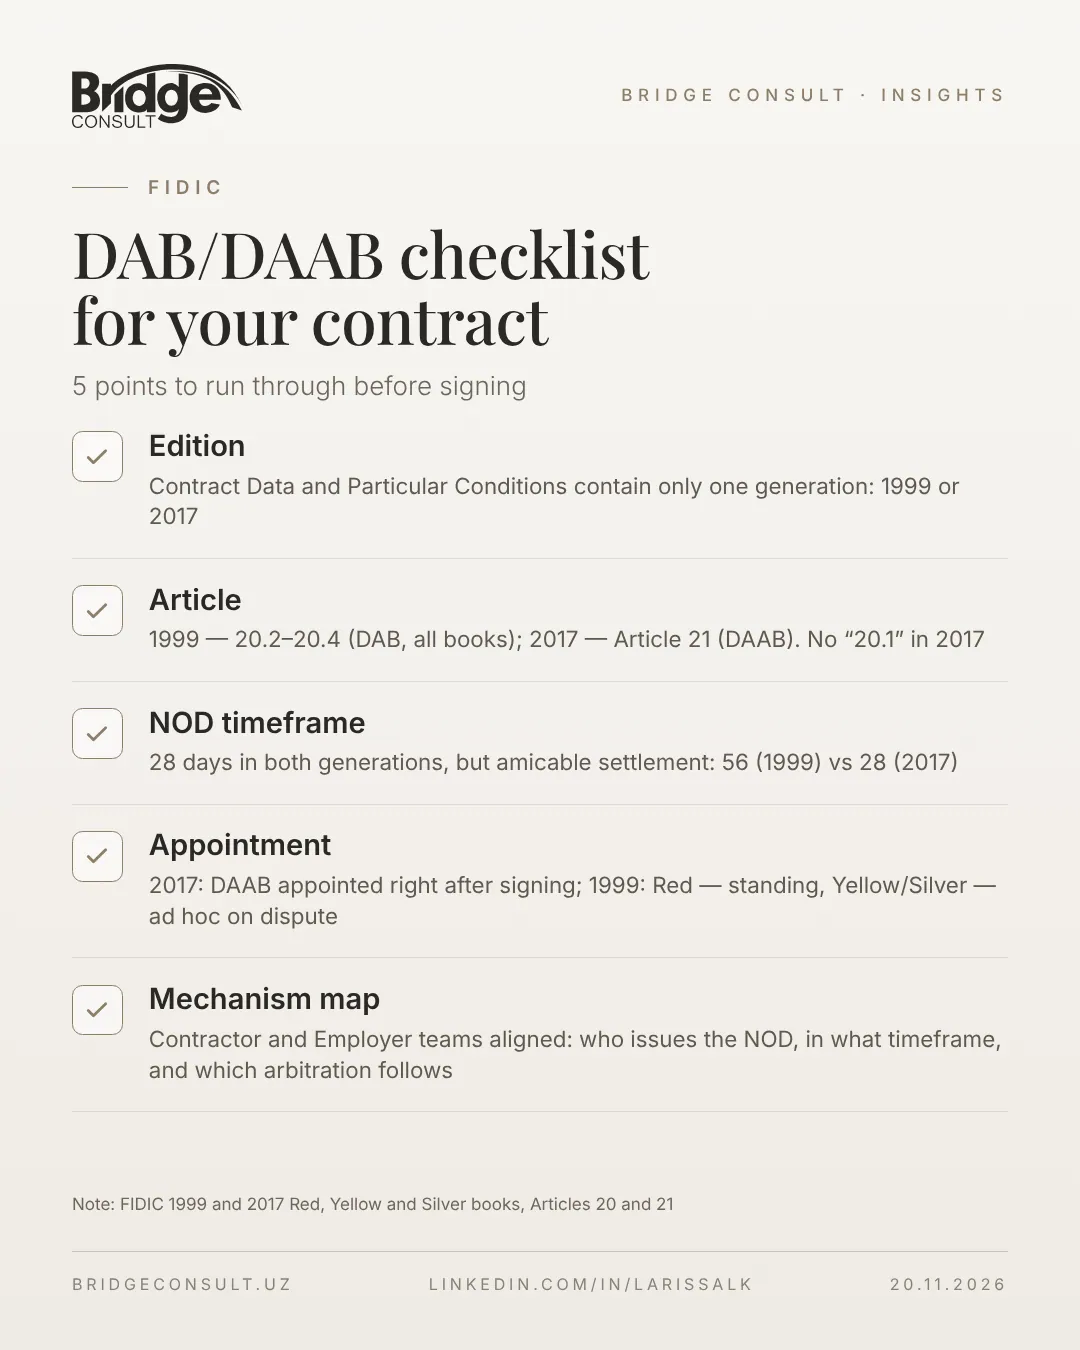 Bridge
CONSULT
BRIDGE CONSULT · INSIGHTS
FIDIC
DAB/DAAB checklist
for your contract
5 points to run through before signing
Edition
Contract Data and Particular Conditions contain only one generation: 1999 or
2017
Article
1999 — 20.2–20.4 (DAB, all books); 2017 — Article 21 (DAAB). No “20.1” in 2017
NOD timeframe
28 days in both generations, but amicable settlement: 56 (1999) vs 28 (2017)
Appointment
2017: DAAB appointed right after signing; 1999: Red — standing, Yellow/Silver —
ad hoc on dispute
Mechanism map
Contractor and Employer teams aligned: who issues the NOD, in what timeframe,
and which arbitration follows
Note: FIDIC 1999 and 2017 Red, Yellow and Silver books, Articles 20 and 21
BRIDGECONSULT.UZ
LINKEDIN.COM/IN/LARISSALK
20.11.2026